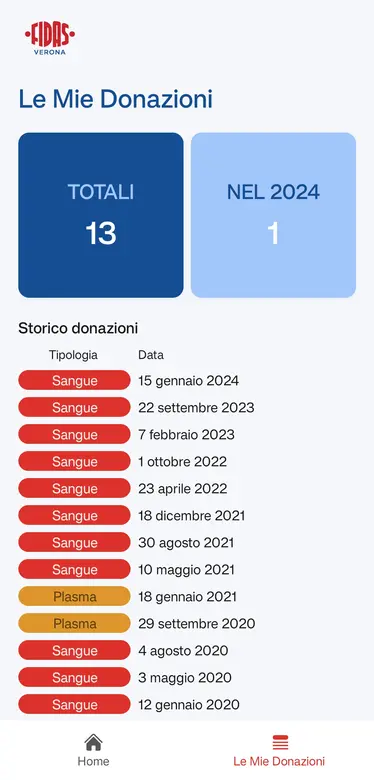 FIDAS
VERONA
Le Mie Donazioni
TOTALI
13
NEL 2024
1
Storico donazioni
Tipologia Data
Sangue 15 gennaio 2024
Sangue 22 settembre 2023
Sangue 7 febbraio 2023
Sangue 1 ottobre 2022
Sangue 23 aprile 2022
Sangue 18 dicembre 2021
Sangue 30 agosto 2021
Sangue 10 maggio 2021
Plasma 18 gennaio 2021
Plasma 29 settembre 2020
Sangue 4 agosto 2020
Sangue 3 maggio 2020
Sangue 12 gennaio 2020
Home
Le Mie Donazioni